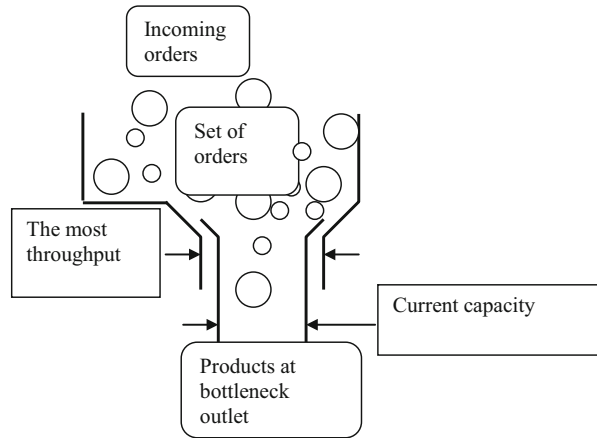 Incoming
orders
Set of
orders
The most
throughput
Current capacity
Products at
bottleneck
outlet